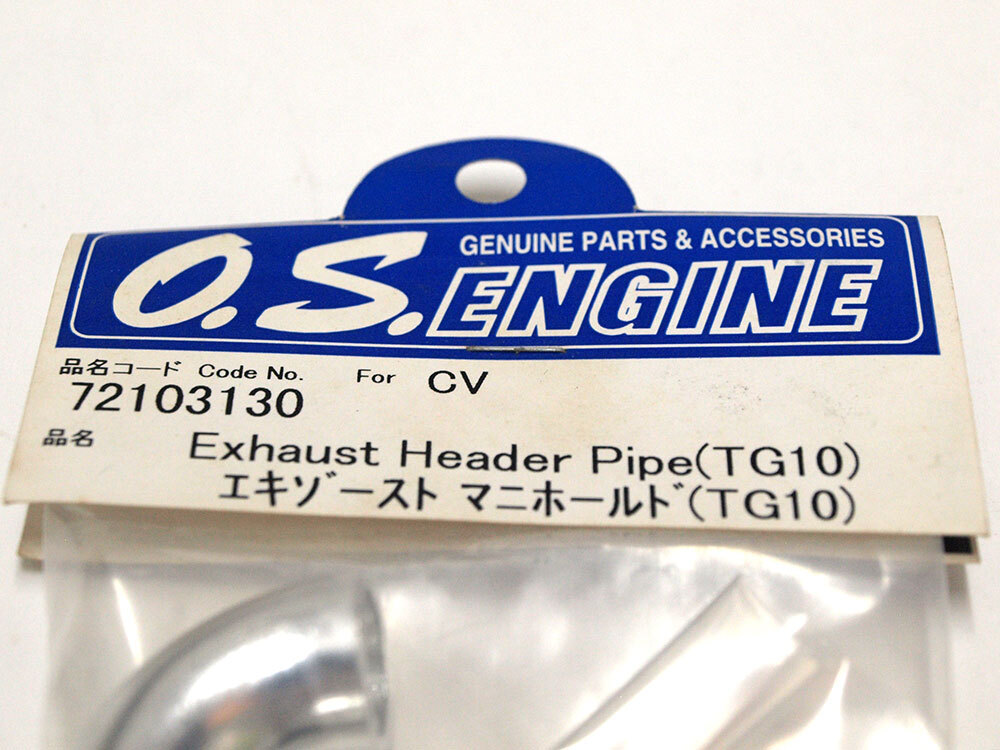 GENUINE PARTS & ACCESSORIES
O.S. ENGINE
品名コード Code No. For CV
72103130
品名 Exhaust Header Pipe(TG10)
エキゾースト マニホールド(TG10)